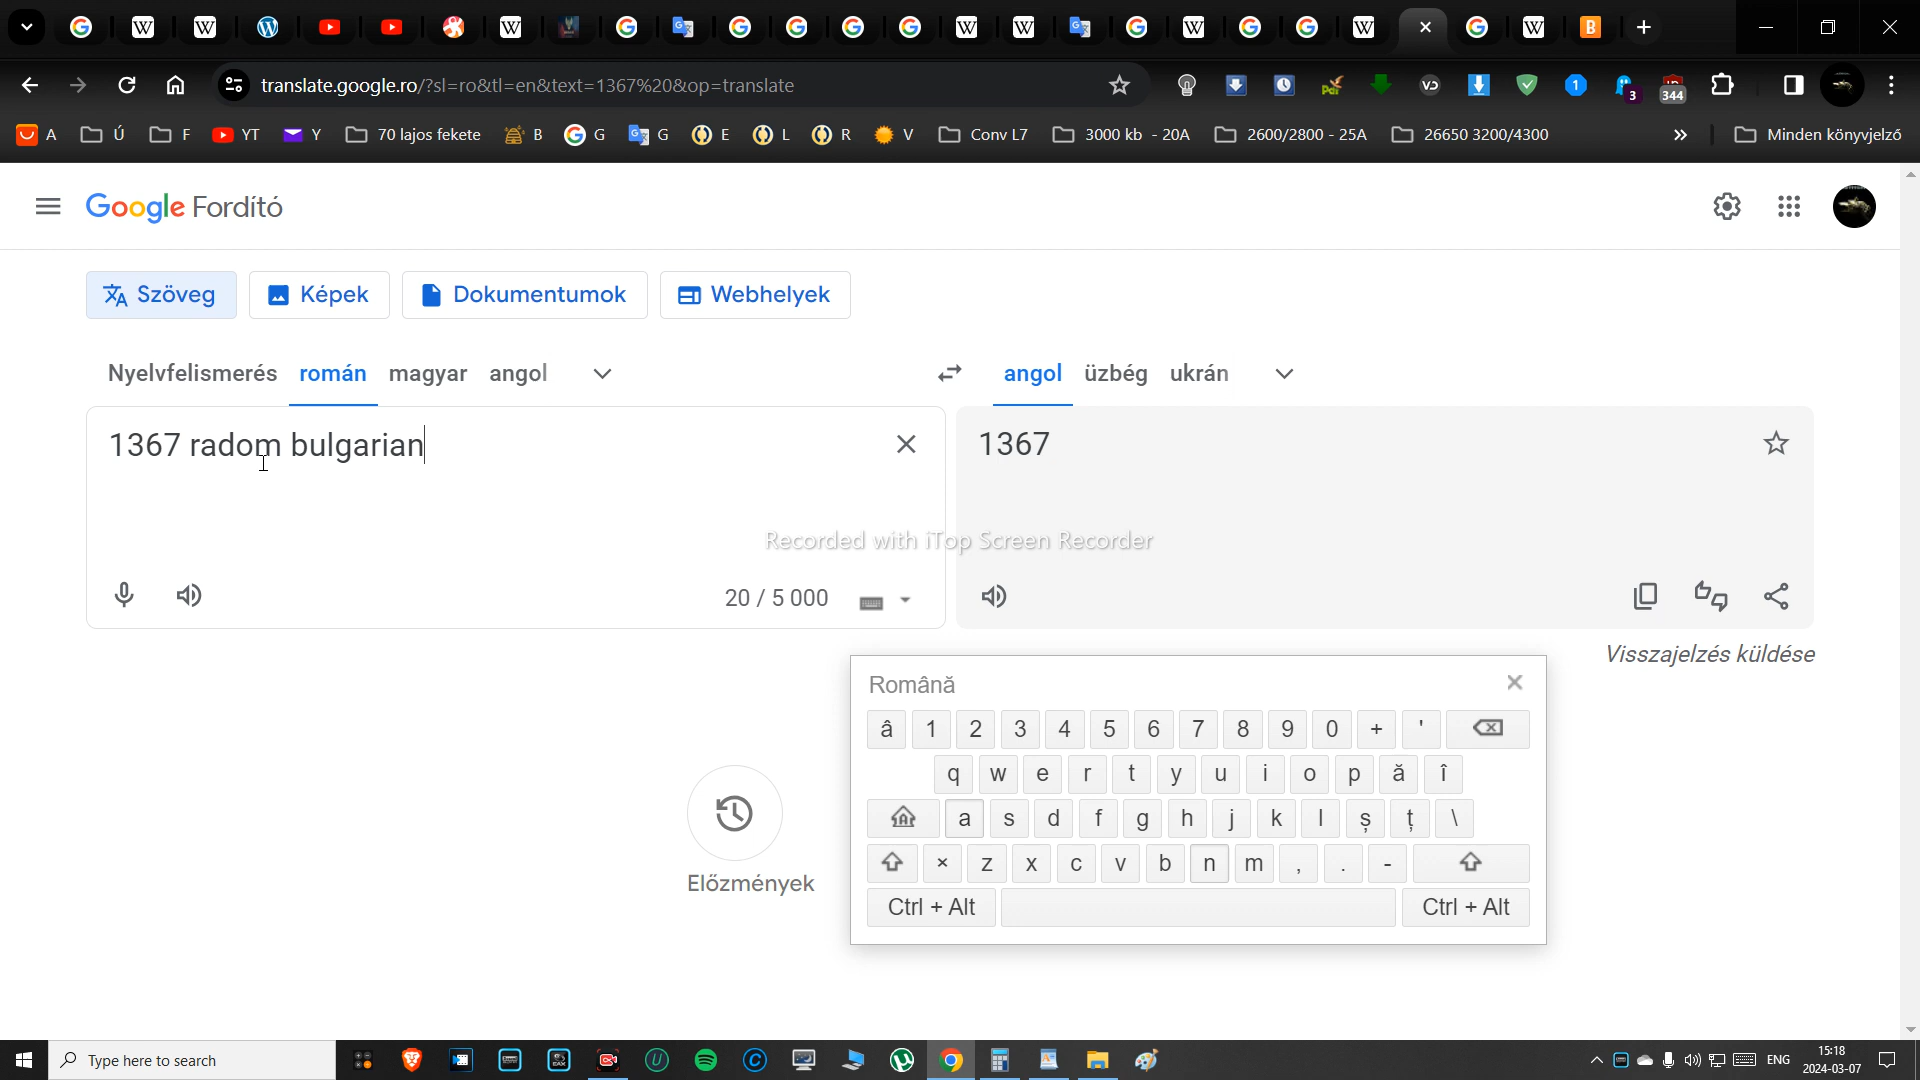 translate.google.ro/?sl=ro&tl=en&text=1367%20&op=translate
3
344
A
Ú
F
YT
Y
70 lajos fekete
B
G
G
E
L
R
V
Conv L7
3000 kb - 20A
2600/2800 - 25A
26650 3200/4300
»
Minden könyvjelző
Google Fordító
Szöveg
Képek
Dokumentumok
Webhelyek
Nyelvfelismerés román magyar angol
angol üzbég ukrán
1367 radom bulgarian
1367
Recorded with iTop Screen Recorder
20 / 5 000
Visszajelzés küldése
Română
â 1 2 3 4 5 6 7 8 9 0 + '
q w e r t y u i o p ă î
a s d f g h j k l ș ț \
× z x c v b n m , . -
Ctrl + Alt
Ctrl + Alt
Előzmények
Type here to search
ENG
15:18
2024-03-07